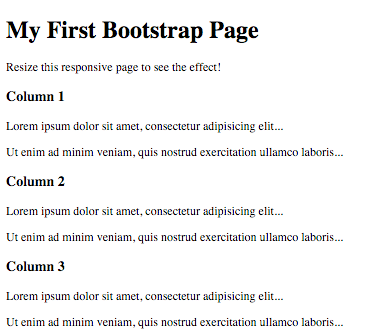 My First Bootstrap Page
Resize this responsive page to see the effect!
Column 1
Lorem ipsum dolor sit amet, consectetur adipisicing elit...
Ut enim ad minim veniam, quis nostrud exercitation ullamco laboris...
Column 2
Lorem ipsum dolor sit amet, consectetur adipisicing elit...
Ut enim ad minim veniam, quis nostrud exercitation ullamco laboris...
Column 3
Lorem ipsum dolor sit amet, consectetur adipisicing elit...
Ut enim ad minim veniam, quis nostrud exercitation ullamco laboris...